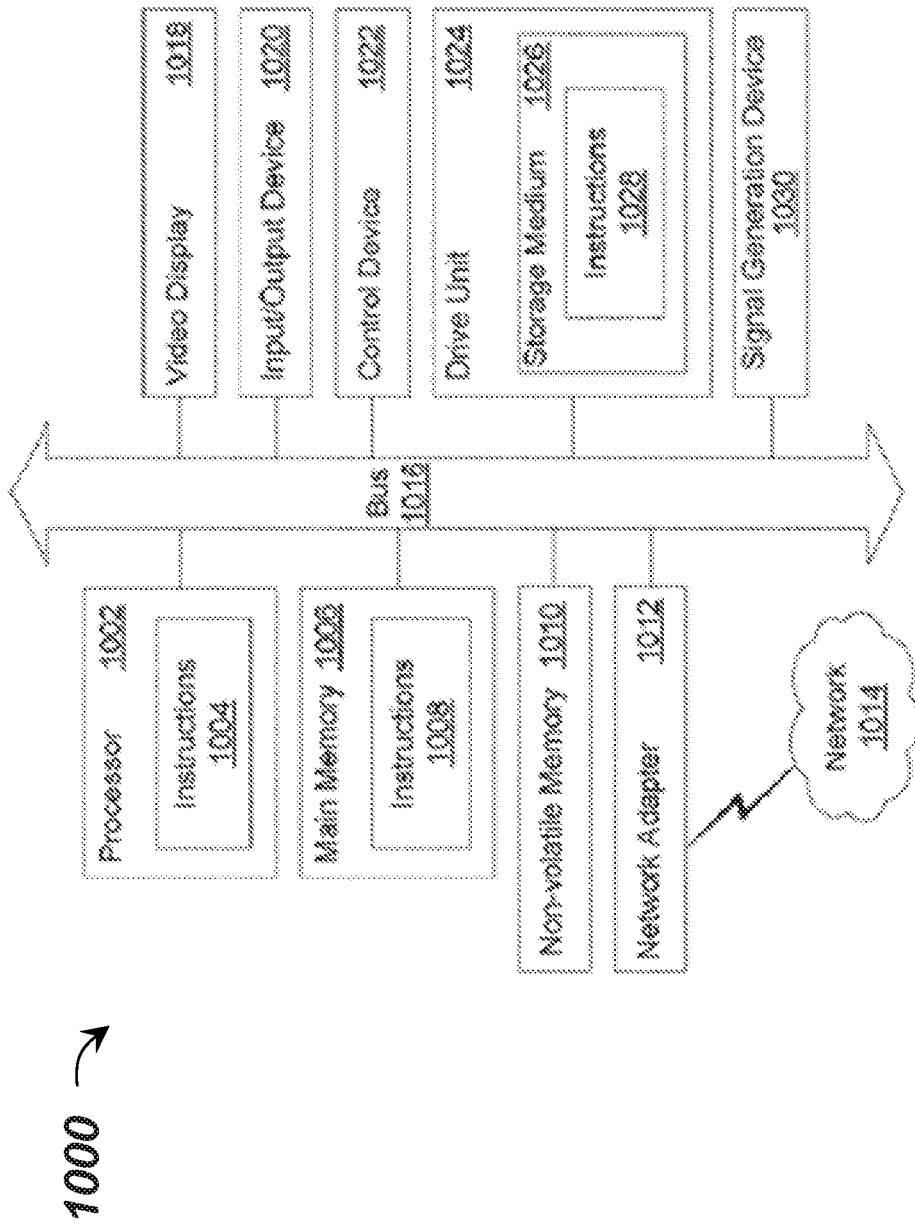 1000
Processor 1002
Instructions
1004
Main Memory 1006
Instructions
1008
Non-volatile Memory 1010
Network Adapter 1012
Network
1014
Bus
1016
Video Display 1018
Input/Output Device 1020
Control Device 1022
Drive Unit 1024
Storage Medium 1026
Instructions
1028
Signal Generation Device
1030